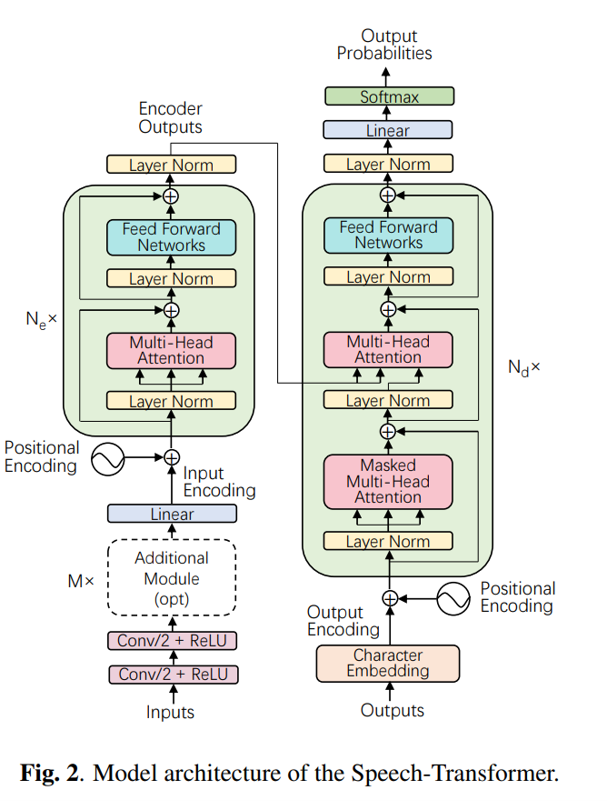 Output
Probabilities
Softmax
Linear
Layer Norm
Feed Forward
Networks
Layer Norm
Multi-Head
Attention
Layer Norm
Masked
Multi-Head
Attention
Layer Norm
Nd×
Positional
Encoding
Output
Encoding
Character
Embedding
Outputs
Encoder
Outputs
Layer Norm
Feed Forward
Networks
Layer Norm
Multi-Head
Attention
Layer Norm
Ne×
Positional
Encoding
Input
Encoding
Linear
Additional
Module
(opt)
M×
Conv/2 + ReLU
Conv/2 + ReLU
Inputs
Fig. 2. Model architecture of the Speech-Transformer.